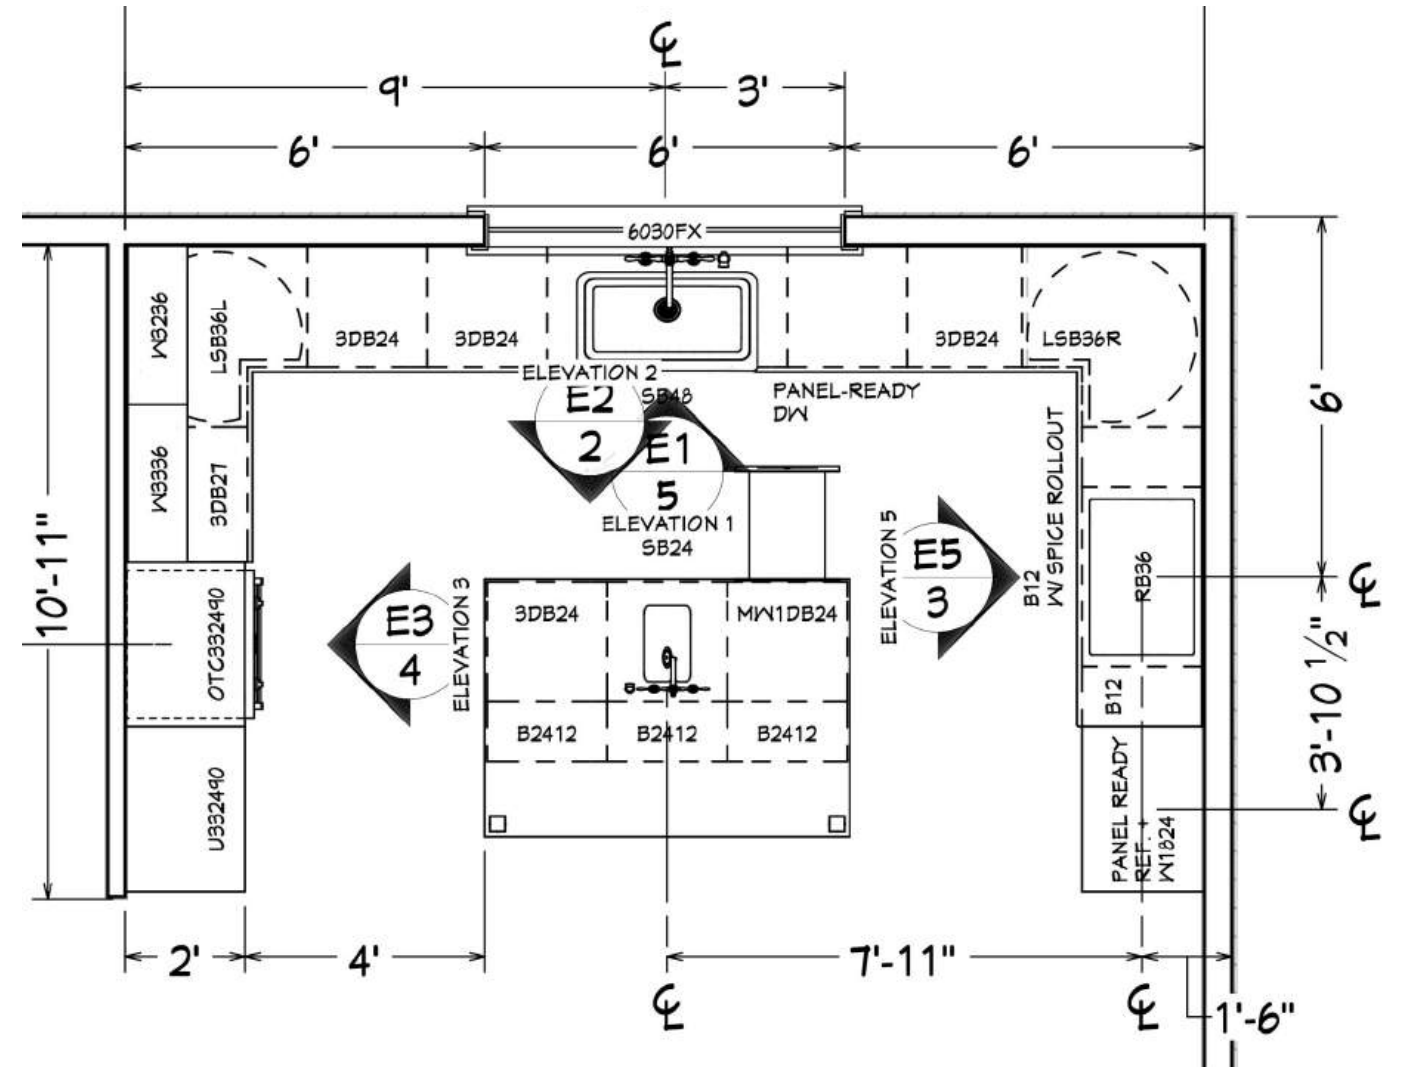 ℄
9'
3'
6'
6'
6'
6030FX
W3236
LSB36L
3DB24
3DB24
3DB24
LSB36R
ELEVATION 2
SB48
PANEL-READY
DW
E2
2
E1
5
ELEVATION 1
SB24
W3336
3DB27
10'-11"
6'
℄
3'-10 1/2"
℄
B12
W/ SPICE ROLLOUT
RB36
ELEVATION 5
E5
3
E3
4
ELEVATION 3
OTC332490
3DB24
MW1DB24
B2412
B2412
B2412
B12
U332490
PANEL READY
REF. +
W1824
2'
4'
7'-11"
1'-6"
℄
℄